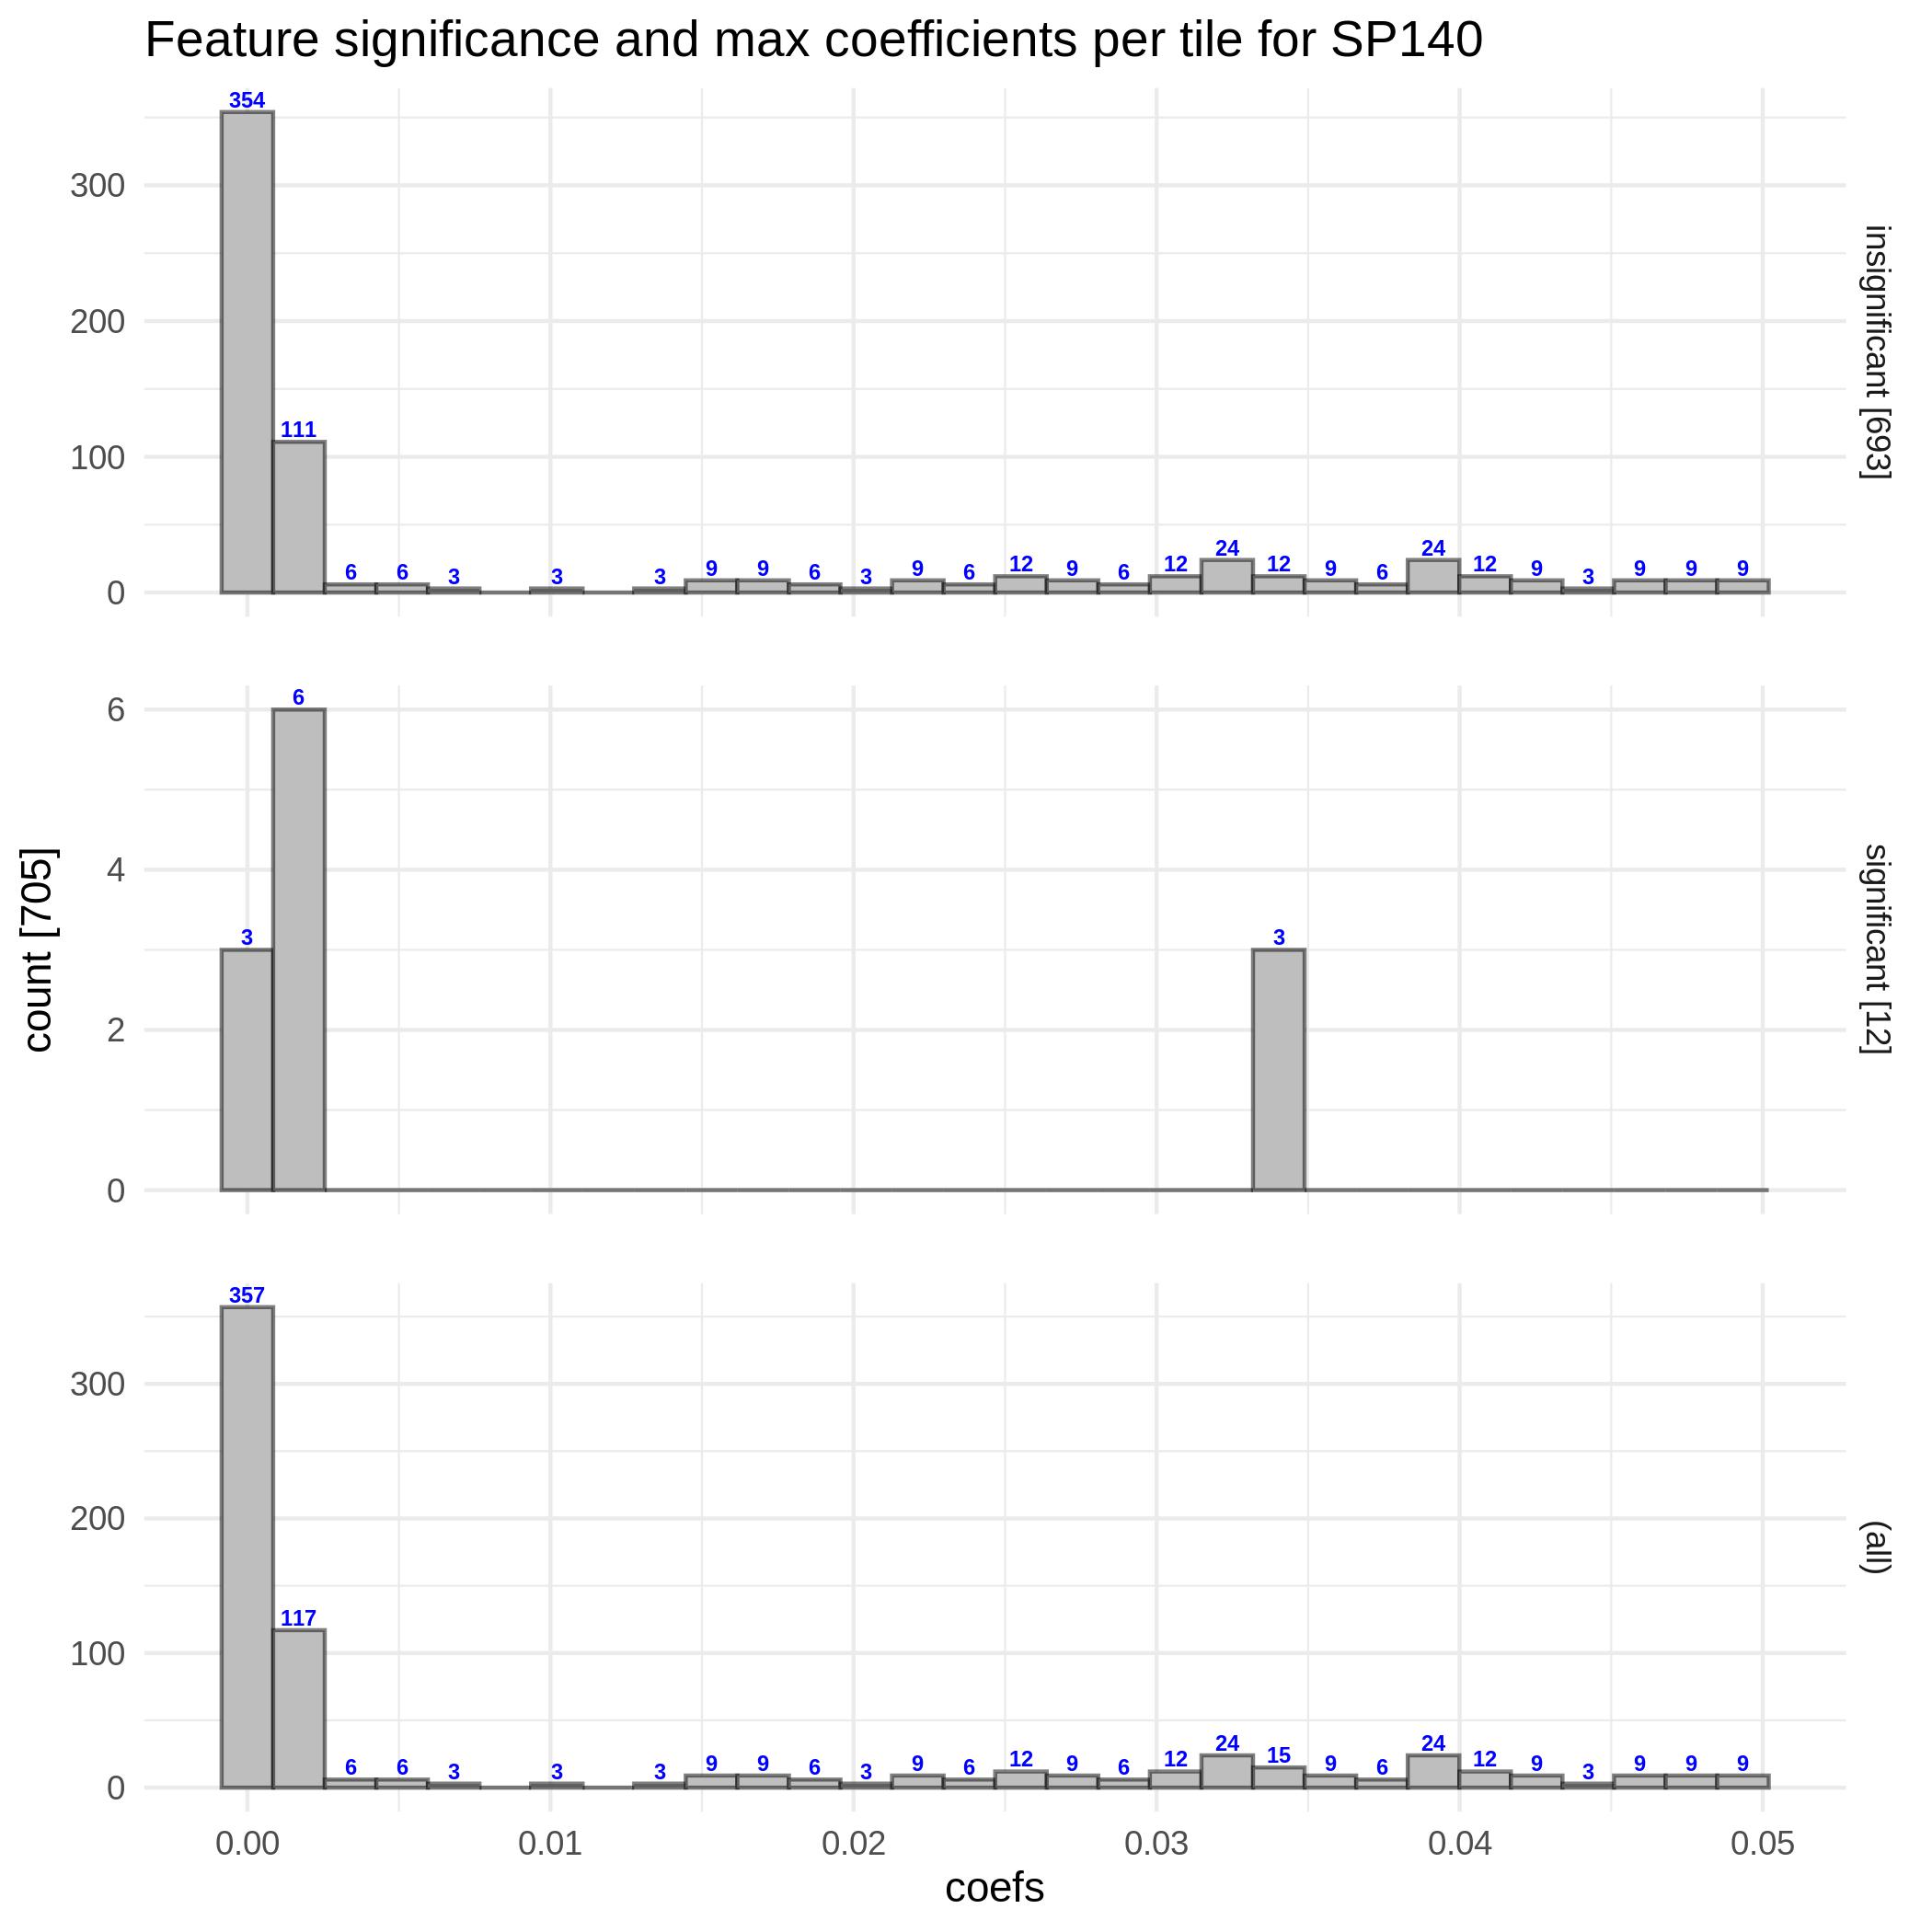 Feature significance and max coefficients per tile for SP140
354
300
200
100
0
111
6 6 3 3 3 9 9 6 3 9 6 12 9 6 12 24 12 9 6 24 12 9 3 9 9 9
insignificant [693]
count [705]
6
4
2
0
3
6
3
significant [12]
357
300
200
100
0
117
6 6 3 3 3 9 9 6 3 9 6 12 9 6 12 24 15 9 6 24 12 9 3 9 9 9
(all)
0.00 0.01 0.02 0.03 0.04 0.05
coefs